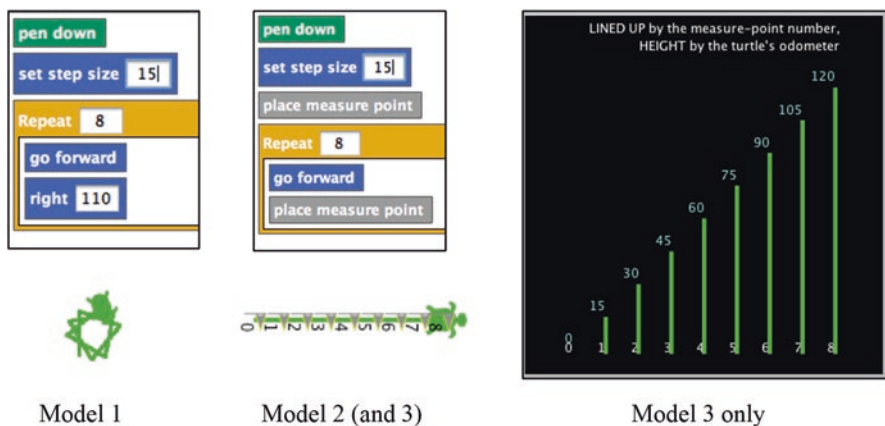 pen down
set step size 15
Repeat 8
go forward
right 110
pen down
set step size 15
place measure point
Repeat 8
go forward
place measure point
LINED UP by the measure-point number,
HEIGHT by the turtle's odometer
0 15 30 45 60 75 90 105 120
0 1 2 3 4 5 6 7 8
0 1 2 3 4 5 6 7 8
Model 1
Model 2 (and 3)
Model 3 only